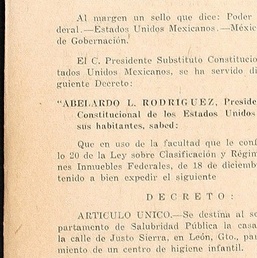 Al margen un sello que dice: Poder
deral.—Estados Unidos Mexicanos.—Méxic
de Gobernación.
El C. Presidente Substituto Constitucio
tados Unidos Mexicanos, se ha servido di
guiente Decreto:
"ABELARDO L. RODRIGUEZ, Preside
Constitucional de los Estados Unidos
sus habitantes, sabed:
Que en uso de la facultad que le conf
lo 20 de la Ley sobre Clasificación y Régim
nes Inmuebles Federales, de 18 de diciemb
tenido a bien expedir el siguiente
DECRETO:
ARTICULO UNICO.—Se destina al se
partamento de Salubridad Pública la casa
la calle de Justo Sierra, en León, Gto., pa
miento de un centro de higiene infantil.